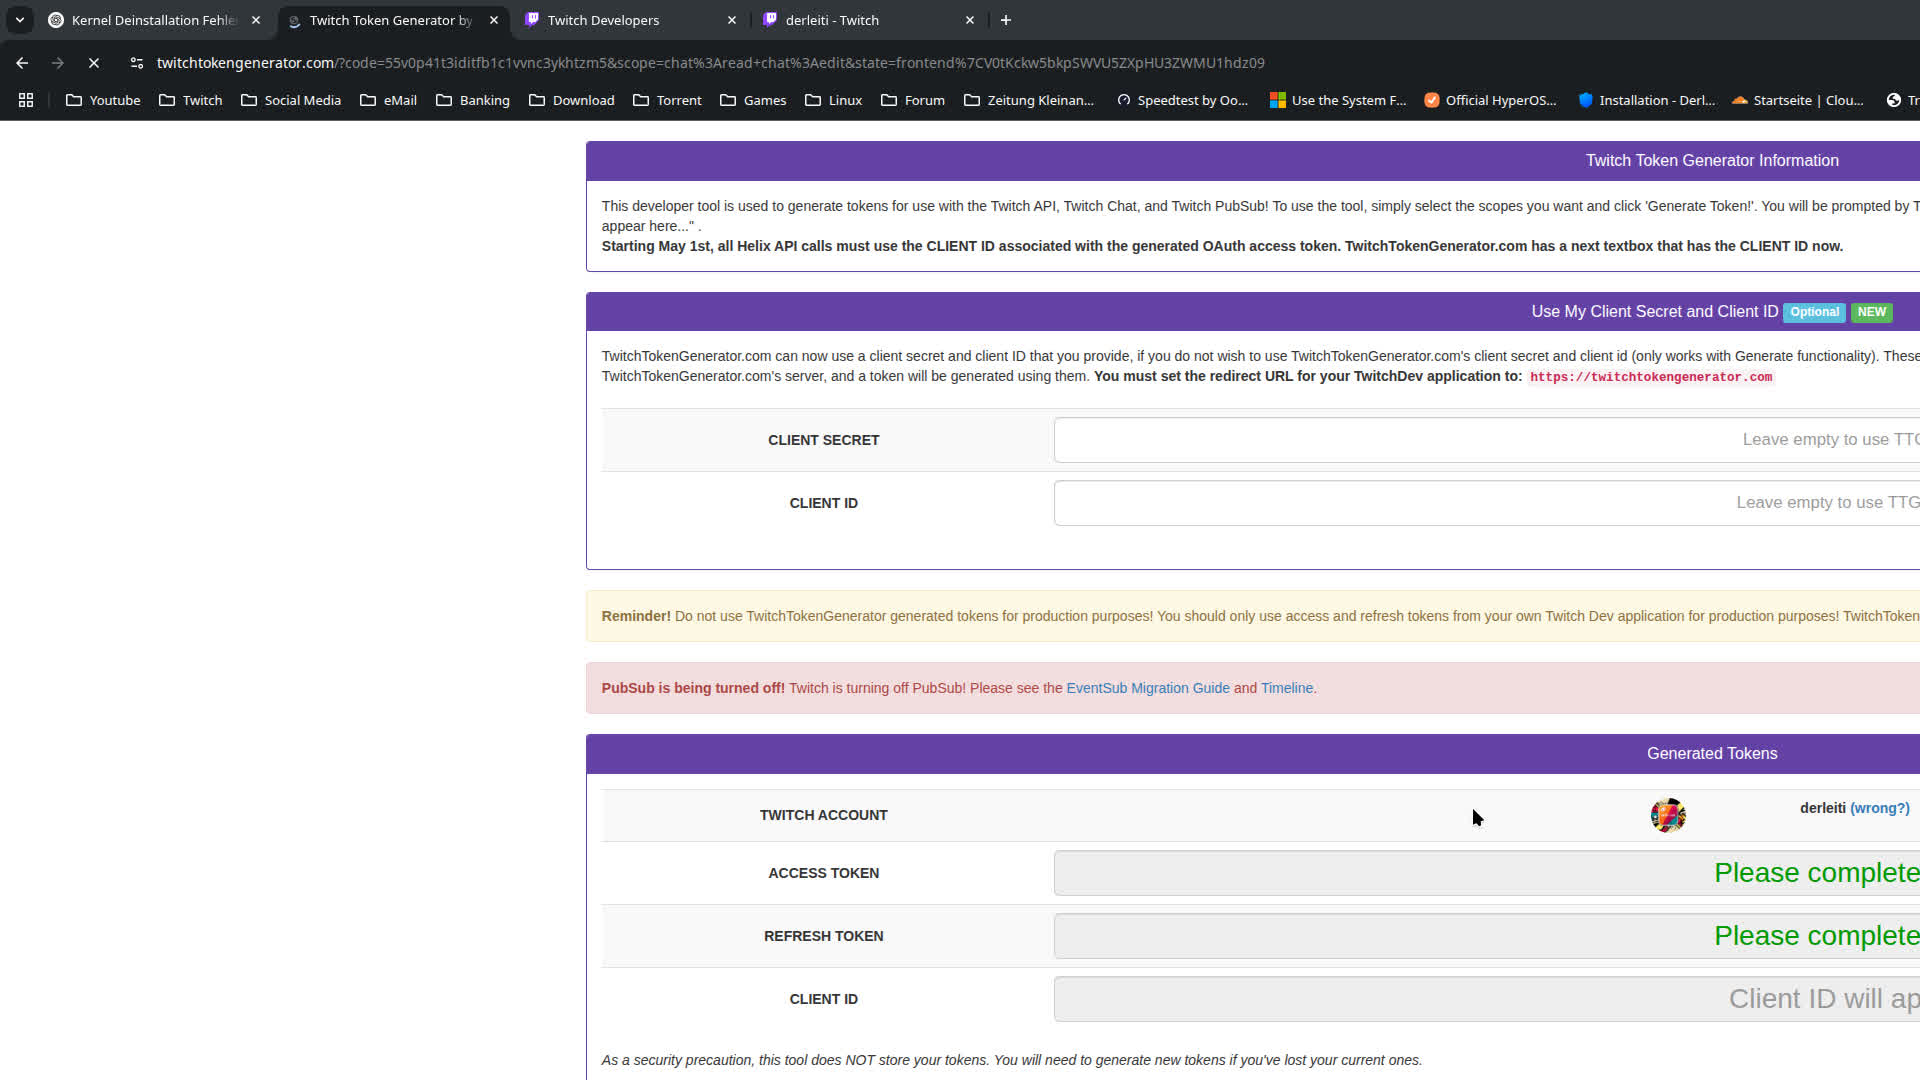 Kernel Deinstallation Fehle
Twitch Token Generator by
Twitch Developers
derleiti - Twitch
twitchtokengenerator.com/?code=55v0p41t3iditfb1c1vvnc3ykhtzm5&scope=chat%3Aread+chat%3Aedit&state=frontend%7CV0tKckw5bkpSWVU5ZXpHU3ZWMU1hdz09
Youtube
Twitch
Social Media
eMail
Banking
Download
Torrent
Games
Linux
Forum
Zeitung Kleinan...
Speedtest by Oo...
Use the System F...
Official HyperOS...
Installation - Derl...
Startseite | Clou...
Tr
Twitch Token Generator Information
This developer tool is used to generate tokens for use with the Twitch API, Twitch Chat, and Twitch PubSub! To use the tool, simply select the scopes you want and click 'Generate Token!'. You will be prompted by T
appear here..." .
Starting May 1st, all Helix API calls must use the CLIENT ID associated with the generated OAuth access token. TwitchTokenGenerator.com has a next textbox that has the CLIENT ID now.
Use My Client Secret and Client ID Optional NEW
TwitchTokenGenerator.com can now use a client secret and client ID that you provide, if you do not wish to use TwitchTokenGenerator.com's client secret and client id (only works with Generate functionality). These
TwitchTokenGenerator.com's server, and a token will be generated using them. You must set the redirect URL for your TwitchDev application to: https://twitchtokengenerator.com
CLIENT SECRET
Leave empty to use TTG
CLIENT ID
Leave empty to use TTG
Reminder! Do not use TwitchTokenGenerator generated tokens for production purposes! You should only use access and refresh tokens from your own Twitch Dev application for production purposes! TwitchToken
PubSub is being turned off! Twitch is turning off PubSub! Please see the EventSub Migration Guide and Timeline.
Generated Tokens
TWITCH ACCOUNT
derleiti (wrong?)
ACCESS TOKEN
Please complete
REFRESH TOKEN
Please complete
CLIENT ID
Client ID will ap
As a security precaution, this tool does NOT store your tokens. You will need to generate new tokens if you've lost your current ones.